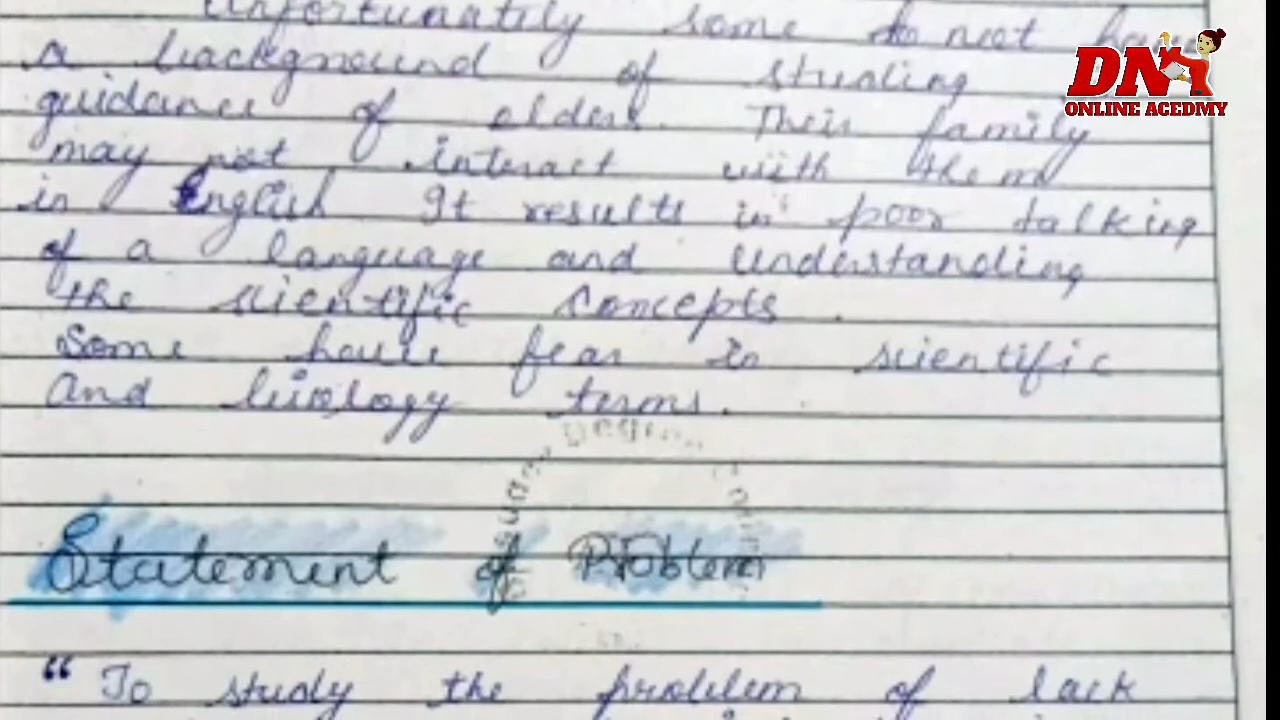 Unfortunately some do not have
a background of studing
guidance of elders. Their family
may not interact with them
in English It results in poor talking
of a language and understanding
the scientific concepts.
Some have fear in scientific
and biology terms.
Statement of Problem
“ To study the problem of lack
DNA
ONLINE ACEDMY